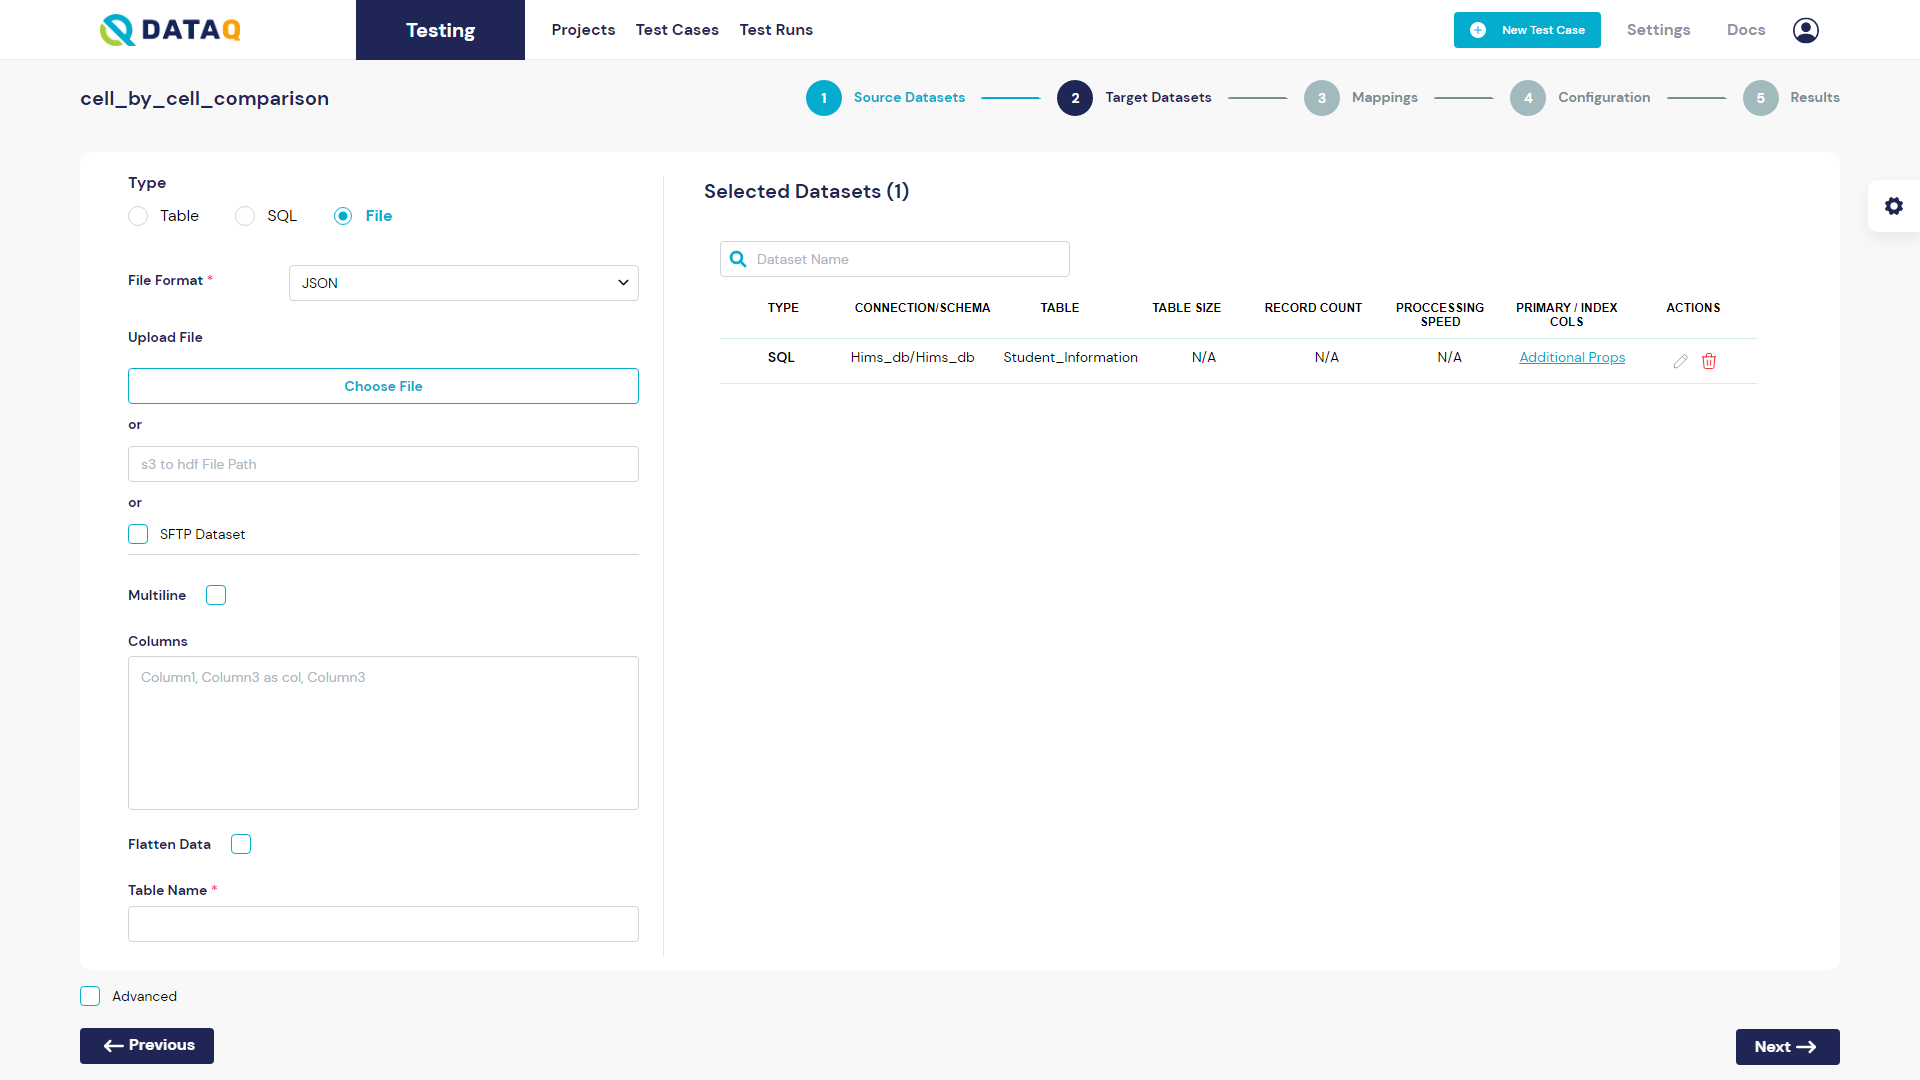 DATAQ
Testing
Projects
Test Cases
Test Runs
New Test Case
Settings
Docs
cell_by_cell_comparison
1 Source Datasets
2 Target Datasets
3 Mappings
4 Configuration
5 Results
Type
Table
SQL
File
File Format *
JSON
Upload File
Choose File
or
s3 to hdf File Path
or
SFTP Dataset
Multiline
Columns
Column1, Column3 as col, Column3
Flatten Data
Table Name *
Selected Datasets (1)
Dataset Name
TYPE
CONNECTION/SCHEMA
TABLE
TABLE SIZE
RECORD COUNT
PROCCESSING
SPEED
PRIMARY / INDEX
COLS
ACTIONS
SQL
Hims_db/Hims_db
Student_Information
N/A
N/A
N/A
Additional Props
Advanced
Previous
Next